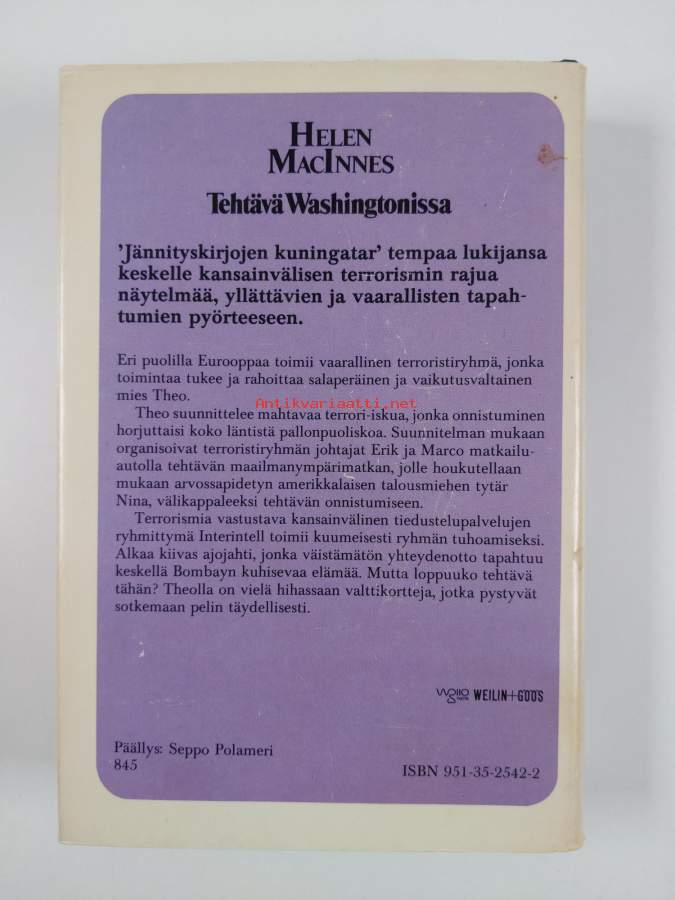 HELEN
MACINNES
Tehtävä Washingtonissa
'Jännityskirjojen kuningatar' tempaa lukijansa
keskelle kansainvälisen terrorismin rajua
näytelmää, yllättävien ja vaarallisten tapah-
tumien pyörteeseen.
Eri puolilla Eurooppaa toimii vaarallinen terroristiryhmä, jonka
toimintaa tukee ja rahoittaa salaperäinen ja vaikutusvaltainen
mies Theo.
Antikvariaatti.net
Theo suunnittelee mahtavaa terrori-iskua, jonka onnistuminen
horjuttaisi koko läntistä pallonpuoliskoa. Suunnitelman mukaan
organisoivat terroristiryhmän johtajat Erik ja Marco matkailu-
autolla tehtävän maailmanympärimatkan, jolle houkutellaan
mukaan arvossapidetyn amerikkalaisen talousmiehen tytär
Nina, välikappaleeksi tehtävän onnistumiseen.
Terrorismia vastustava kansainvälinen tiedustelupalvelujen
ryhmittymä Interintell toimii kuumeisesti ryhmän tuhoamiseksi.
Alkaa kiivas ajojahti, jonka väistämätön yhteydenotto tapahtuu
keskellä Bombayn kuhisevaa elämää. Mutta loppuuko tehtävä
tähän? Theolla on vielä hihassaan valttikortteja, jotka pystyvät
sotkemaan pelin täydellisesti.
WEILIN+GÖÖS
Päällys: Seppo Polameri
845
ISBN 951-35-2542-2